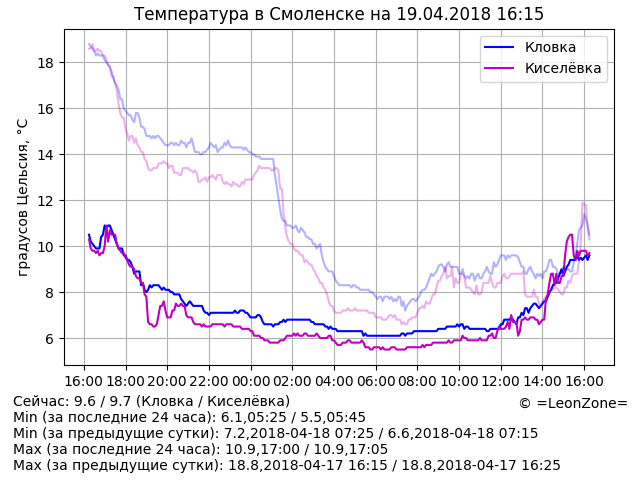 Температура в Смоленске на 19.04.2018 16:15
Кловка
Киселёвка
градусов Цельсия, °C
18
16
14
12
10
8
6
16:00 18:00 20:00 22:00 00:00 02:00 04:00 06:00 08:00 10:00 12:00 14:00 16:00
Сейчас: 9.6 / 9.7 (Кловка / Киселёвка)
© =LeonZone=
Min (за последние 24 часа): 6.1,05:25 / 5.5,05:45
Min (за предыдущие сутки): 7.2,2018-04-18 07:25 / 6.6,2018-04-18 07:15
Max (за последние 24 часа): 10.9,17:00 / 10.9,17:05
Max (за предыдущие сутки): 18.8,2018-04-17 16:15 / 18.8,2018-04-17 16:25